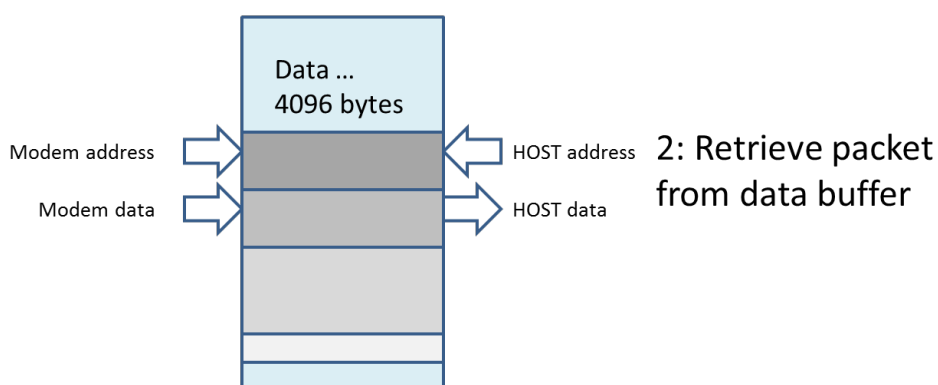 Data ...
4096 bytes
Modem address
HOST address
2: Retrieve packet
from data buffer
Modem data
HOST data